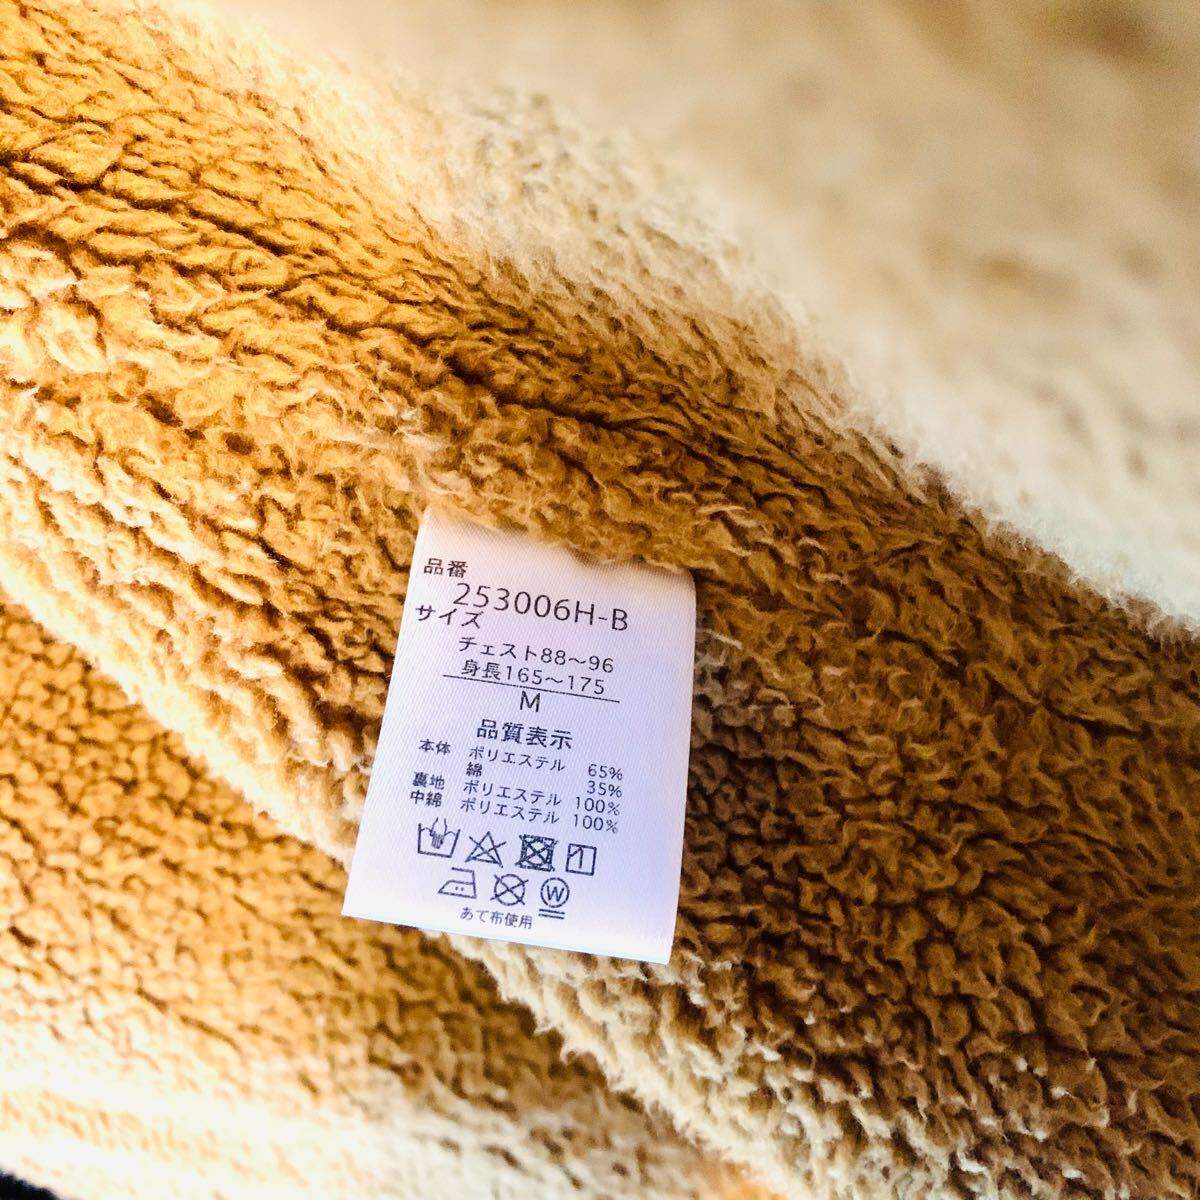 品番
253006H-B
サイズ
チェスト88～96
身長165～175
M
品質表示
本体 ポリエステル 65%
綿 35%
裏地 ポリエステル 100%
中綿 ポリエステル 100%
W
あて布使用